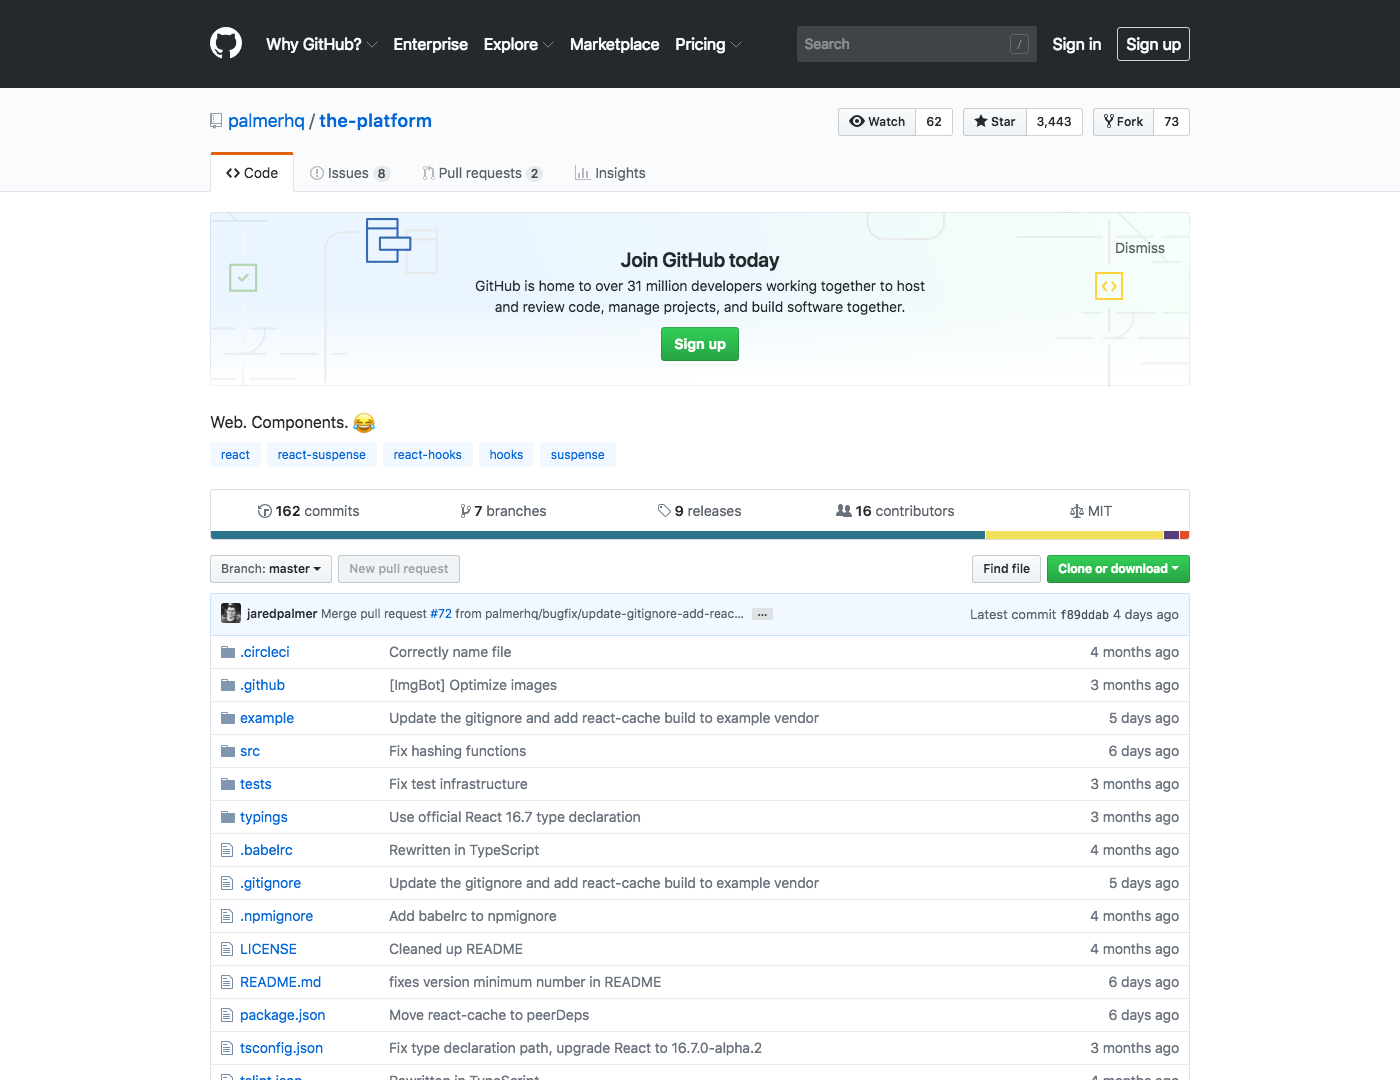 Why GitHub? Enterprise Explore Marketplace Pricing Search / Sign in Sign up
palmerhq / the-platform Watch 62 Star 3,443 Fork 73
Code Issues 8 Pull requests 2 Insights
Dismiss
Join GitHub today
GitHub is home to over 31 million developers working together to host
and review code, manage projects, and build software together.
Sign up
Web. Components. 😂
react react-suspense react-hooks hooks suspense
162 commits 7 branches 9 releases 16 contributors MIT
Branch: master New pull request Find file Clone or download
jaredpalmer Merge pull request #72 from palmerhq/bugfix/update-gitignore-add-reac… … Latest commit f89ddab 4 days ago
.circleci Correctly name file 4 months ago
.github [ImgBot] Optimize images 3 months ago
example Update the gitignore and add react-cache build to example vendor 5 days ago
src Fix hashing functions 6 days ago
tests Fix test infrastructure 3 months ago
typings Use official React 16.7 type declaration 3 months ago
.babelrc Rewritten in TypeScript 4 months ago
.gitignore Update the gitignore and add react-cache build to example vendor 5 days ago
.npmignore Add babelrc to npmignore 4 months ago
LICENSE Cleaned up README 4 months ago
README.md fixes version minimum number in README 6 days ago
package.json Move react-cache to peerDeps 6 days ago
tsconfig.json Fix type declaration path, upgrade React to 16.7.0-alpha.2 3 months ago
tslint.json Rewritten in TypeScript 4 months ago